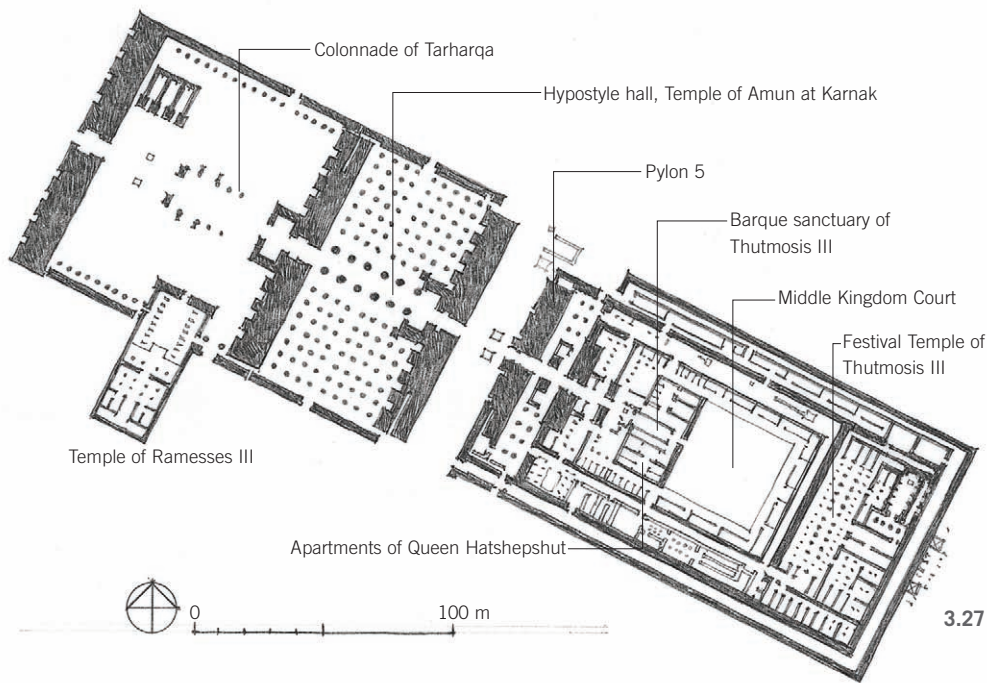 Colonnade of Tarharqa
Hypostyle hall, Temple of Amun at Karnak
Pylon 5
Barque sanctuary of
Thutmosis III
Middle Kingdom Court
Festival Temple of
Thutmosis III
Temple of Ramesses III
Apartments of Queen Hatshepshut
0
100 m
3.27